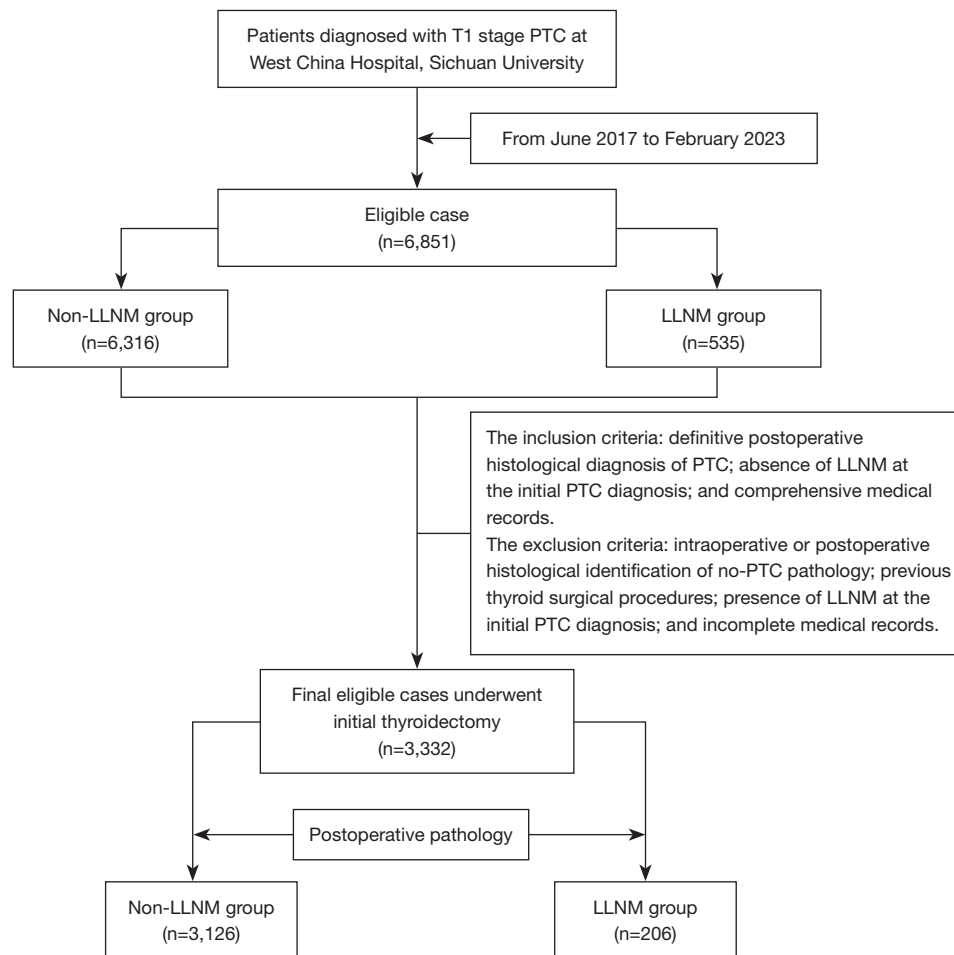 Patients diagnosed with T1 stage PTC at
West China Hospital, Sichuan University
From June 2017 to February 2023
Eligible case
(n=6,851)
Non-LLNM group
(n=6,316)
LLNM group
(n=535)
The inclusion criteria: definitive postoperative
histological diagnosis of PTC; absence of LLNM at
the initial PTC diagnosis; and comprehensive medical
records.
The exclusion criteria: intraoperative or postoperative
histological identification of no-PTC pathology; previous
thyroid surgical procedures; presence of LLNM at the
initial PTC diagnosis; and incomplete medical records.
Final eligible cases underwent
initial thyroidectomy
(n=3,332)
Postoperative pathology
Non-LLNM group
(n=3,126)
LLNM group
(n=206)